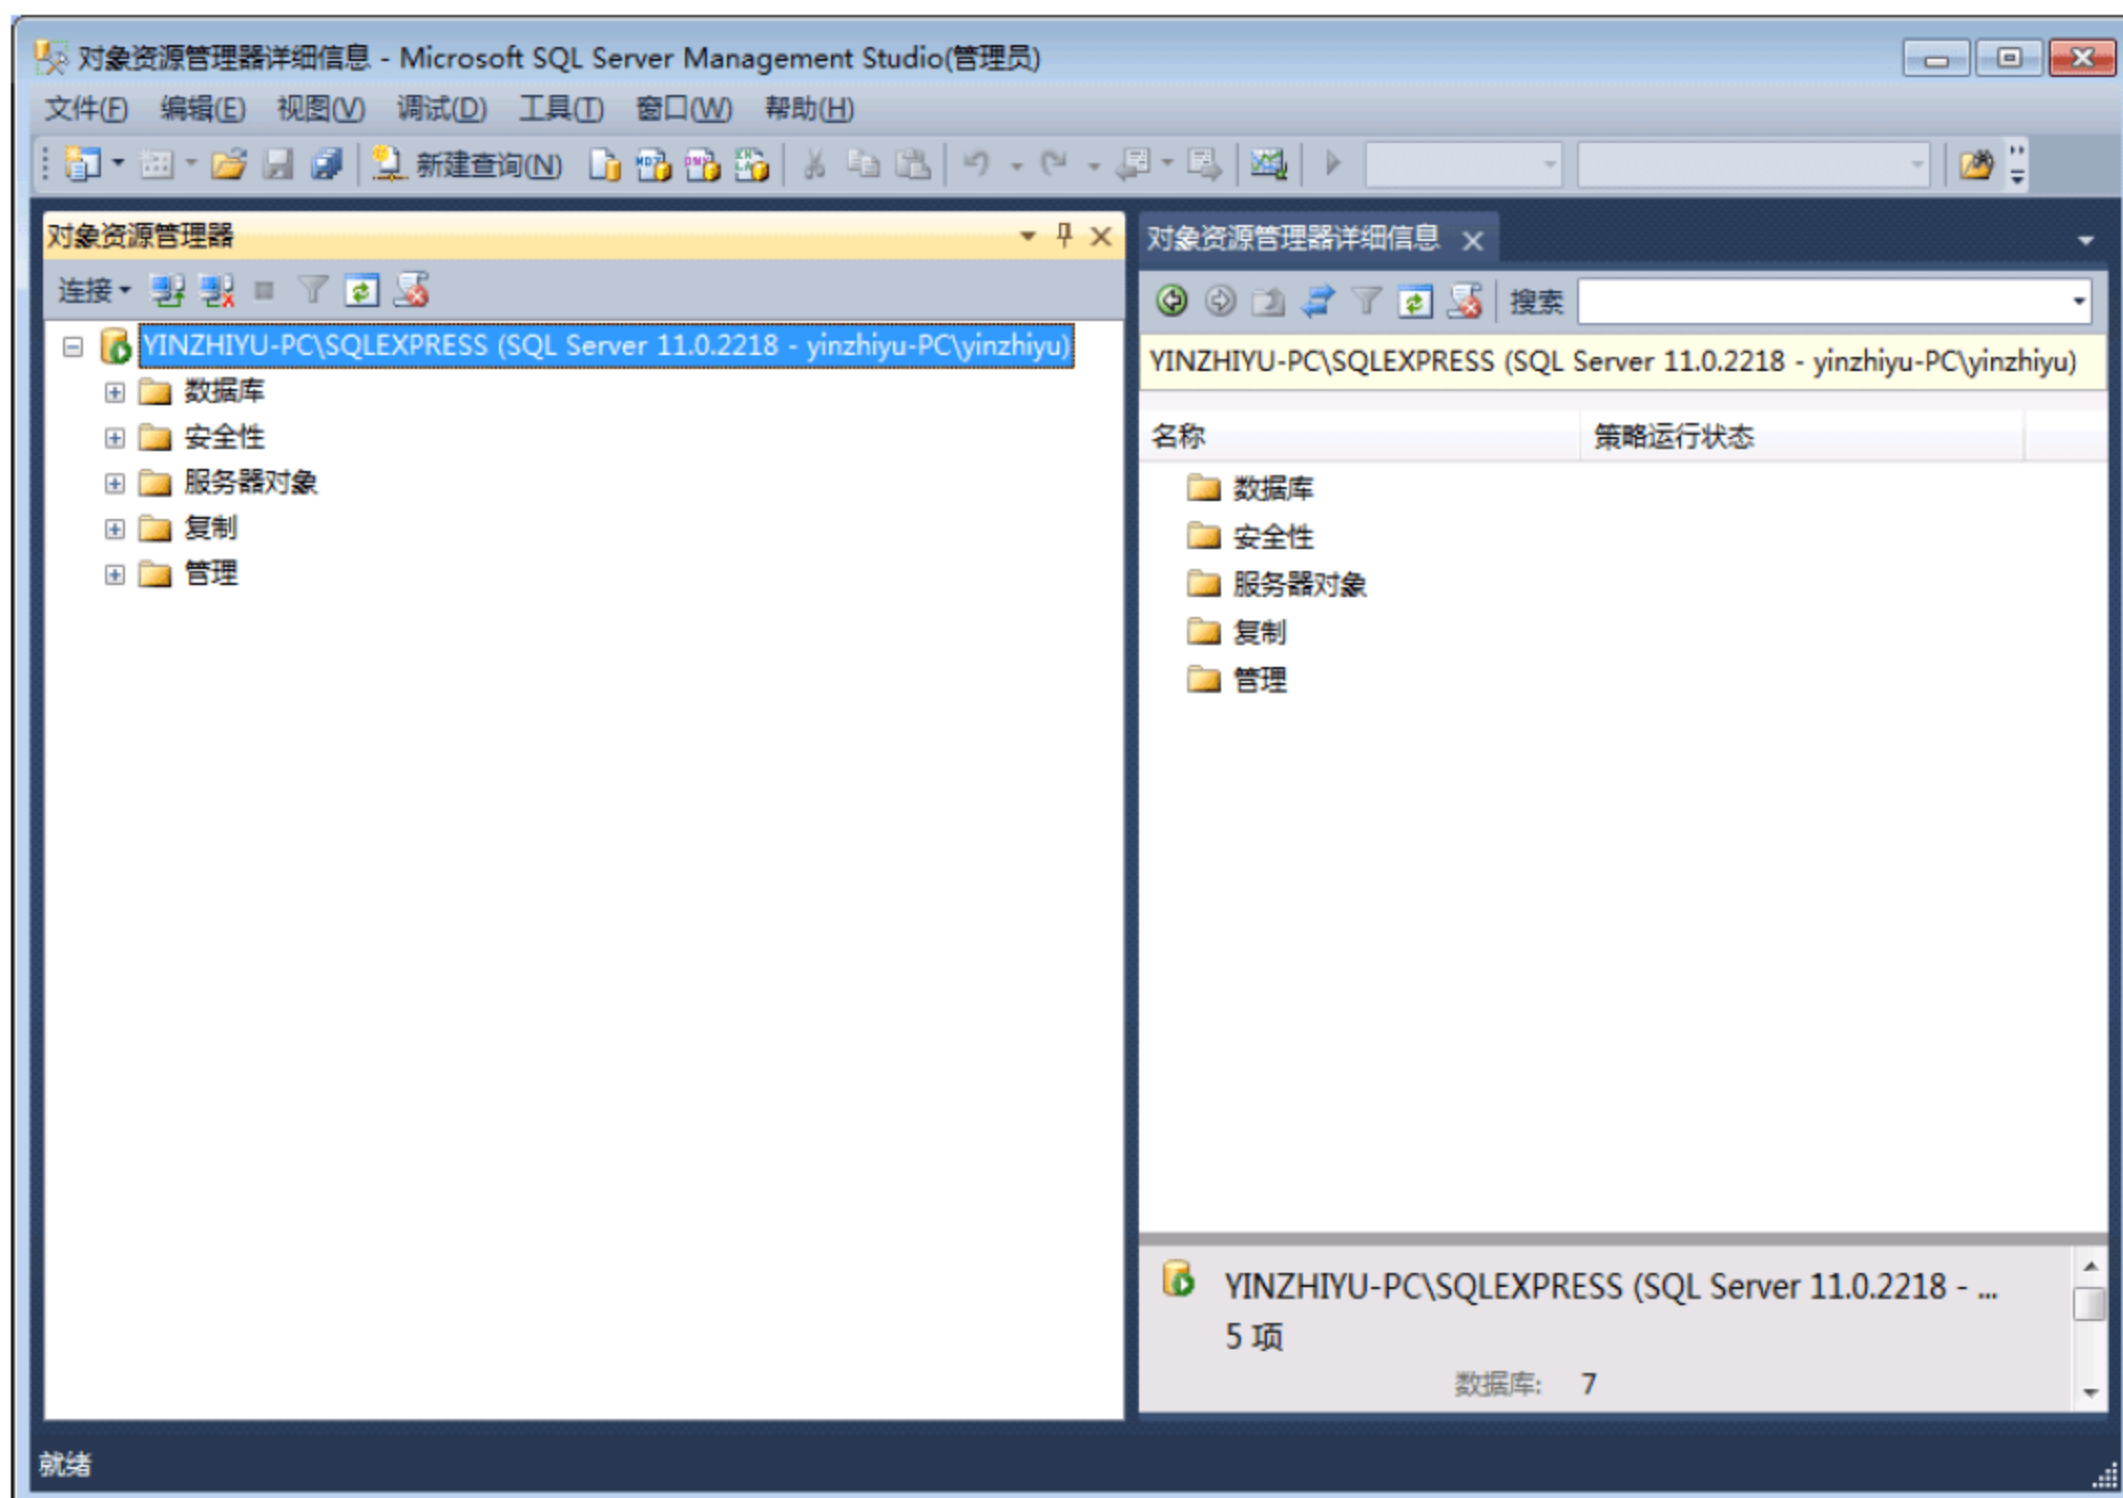 对象资源管理器详细信息 - Microsoft SQL Server Management Studio(管理员)
文件(F) 编辑(E) 视图(V) 调试(D) 工具(T) 窗口(W) 帮助(H)
新建查询(N)
对象资源管理器
连接
YINZHIYU-PC\SQLEXPRESS (SQL Server 11.0.2218 - yinzhiyu-PC\yinzhiyu)
数据库
安全性
服务器对象
复制
管理
对象资源管理器详细信息
搜索
YINZHIYU-PC\SQLEXPRESS (SQL Server 11.0.2218 - yinzhiyu-PC\yinzhiyu)
名称 策略运行状态
数据库
安全性
服务器对象
复制
管理
YINZHIYU-PC\SQLEXPRESS (SQL Server 11.0.2218 - ...
5 项
数据库: 7
就绪